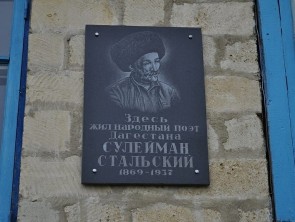 Здесь
жил народный поэт
Дагестана
СУЛЕЙМАН
СТАЛЬСКИЙ
1869-1937